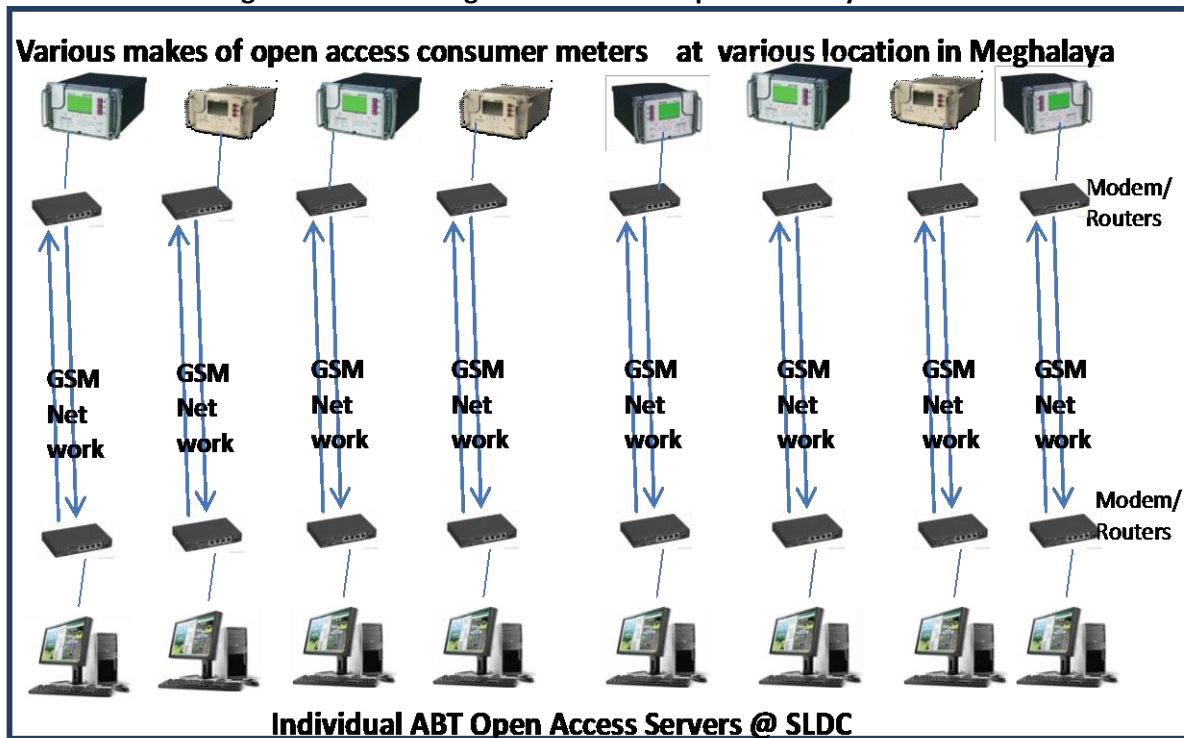 Various makes of open access consumer meters at various location in Meghalaya
Modem/
Routers
GSM
Net
work
GSM
Net
work
GSM
Net
work
GSM
Net
work
GSM
Net
work
GSM
Net
work
GSM
Net
work
GSM
Net
work
Modem/
Routers
Individual ABT Open Access Servers @ SLDC